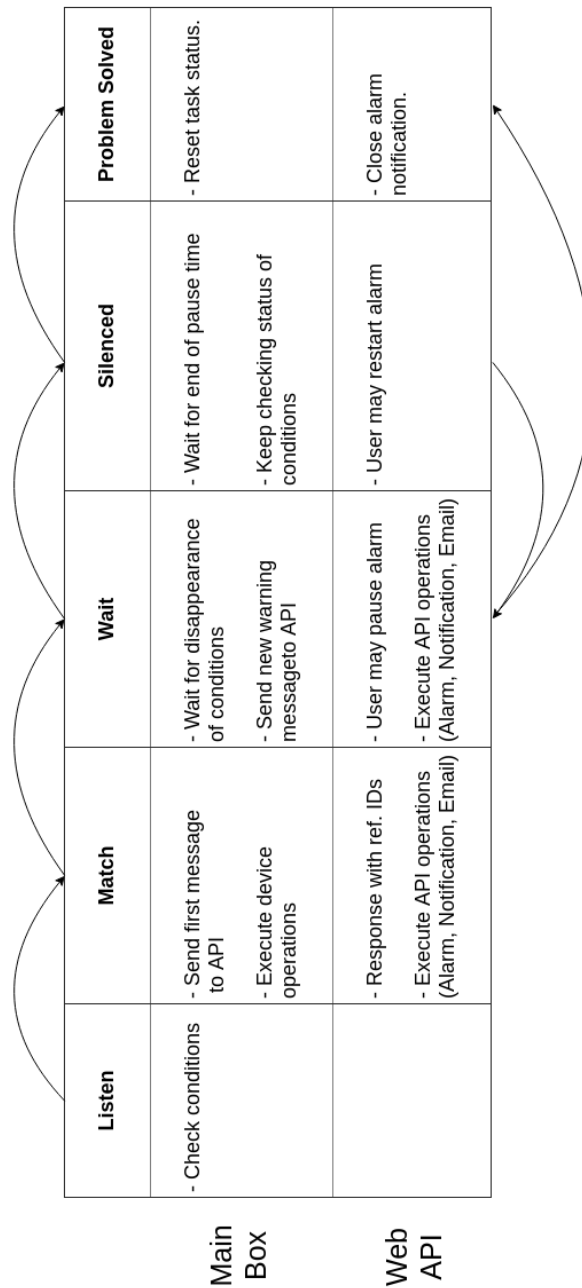 Listen
Match
Wait
Silenced
Problem Solved
Main
Box
- Check conditions
- Send first message
to API
- Execute device
operations
- Wait for disappearance
of conditions
- Send new warning
messageto API
- Wait for end of pause time
- Keep checking status of
conditions
- Reset task status.
Web
API
- Response with ref. IDs
- Execute API operations
(Alarm, Notification, Email)
- User may pause alarm
- Execute API operations
(Alarm, Notification, Email)
- User may restart alarm
- Close alarm
notification.